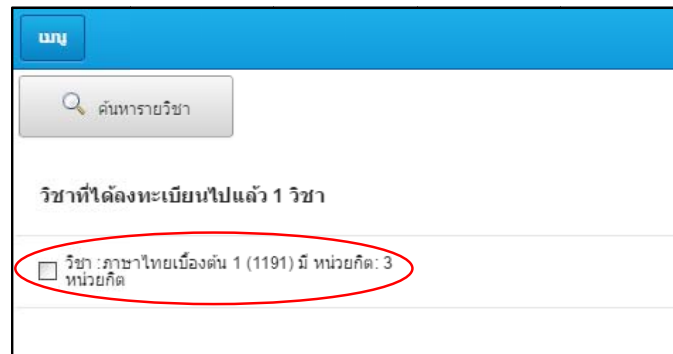 เมนู
ค้นหารายวิชา
วิชาที่ได้ลงทะเบียนไปแล้ว 1 วิชา
วิชา :ภาษาไทยเบื้องต้น 1 (1191) มี หน่วยกิต: 3
หน่วยกิต